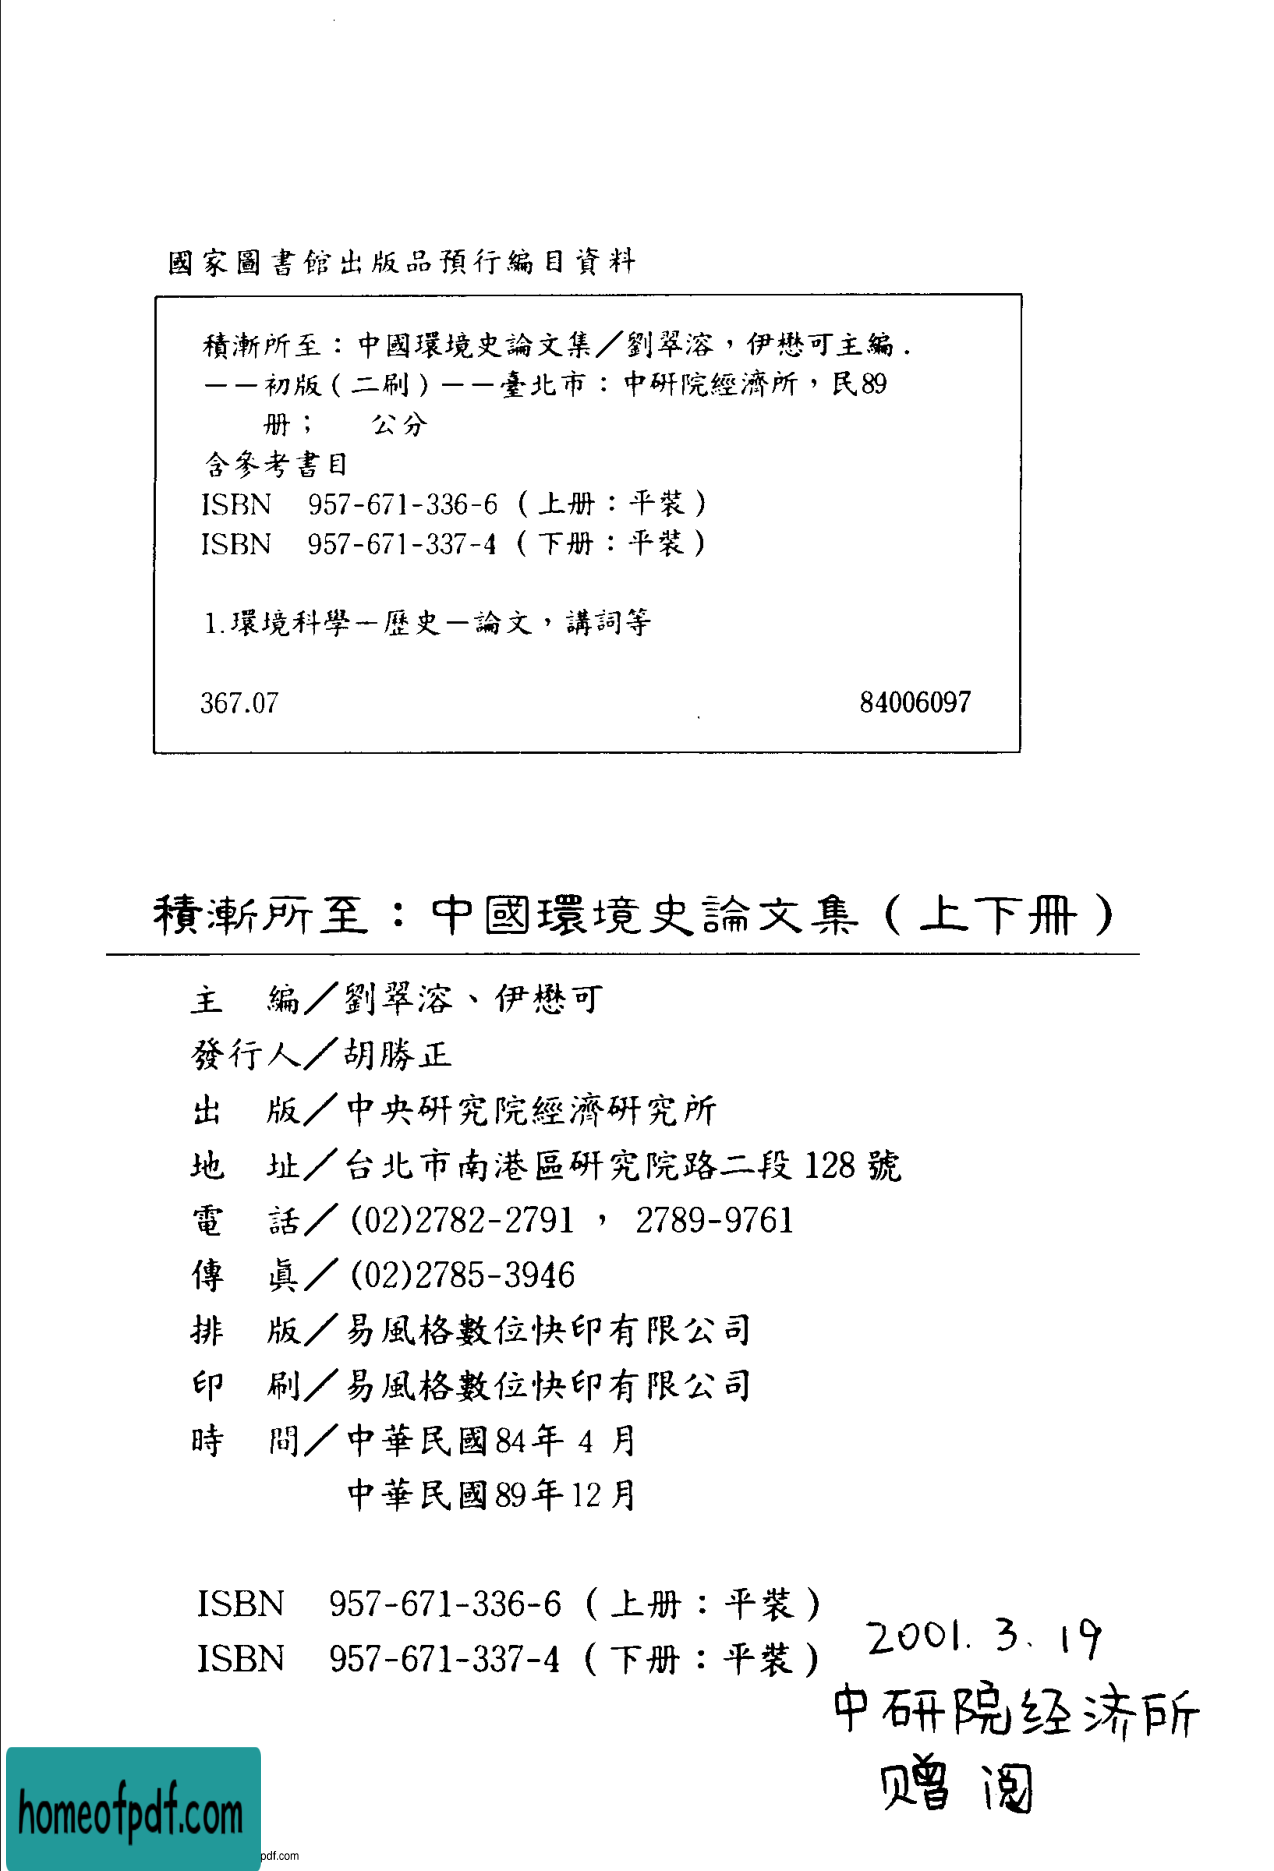 國家圖書館出版品預行編目資料
積漸所至：中國環境史論文集／劉翠溶，伊懋可主編．
－－初版（二刷）－－臺北市：中研院經濟所，民89
冊；　　公分
含參考書目
ISBN　957-671-336-6（上册：平裝）
ISBN　957-671-337-4（下册：平裝）
1.環境科學－歷史－論文，講詞等
367.07　　84006097
積漸所至：中國環境史論文集（上下冊）
主　編／劉翠溶、伊懋可
發行人／胡勝正
出　版／中央研究院經濟研究所
地　址／台北市南港區研究院路二段 128 號
電　話／(02)2782-2791 ， 2789-9761
傳　眞／(02)2785-3946
排　版／易風格數位快印有限公司
印　刷／易風格數位快印有限公司
時　間／中華民國84年 4 月
中華民國89年12月
ISBN　957-671-336-6（上册：平裝）
ISBN　957-671-337-4（下册：平裝）
2001. 3. 19
中研院经济所
赠阅
homeofpdf.com
pdf.com